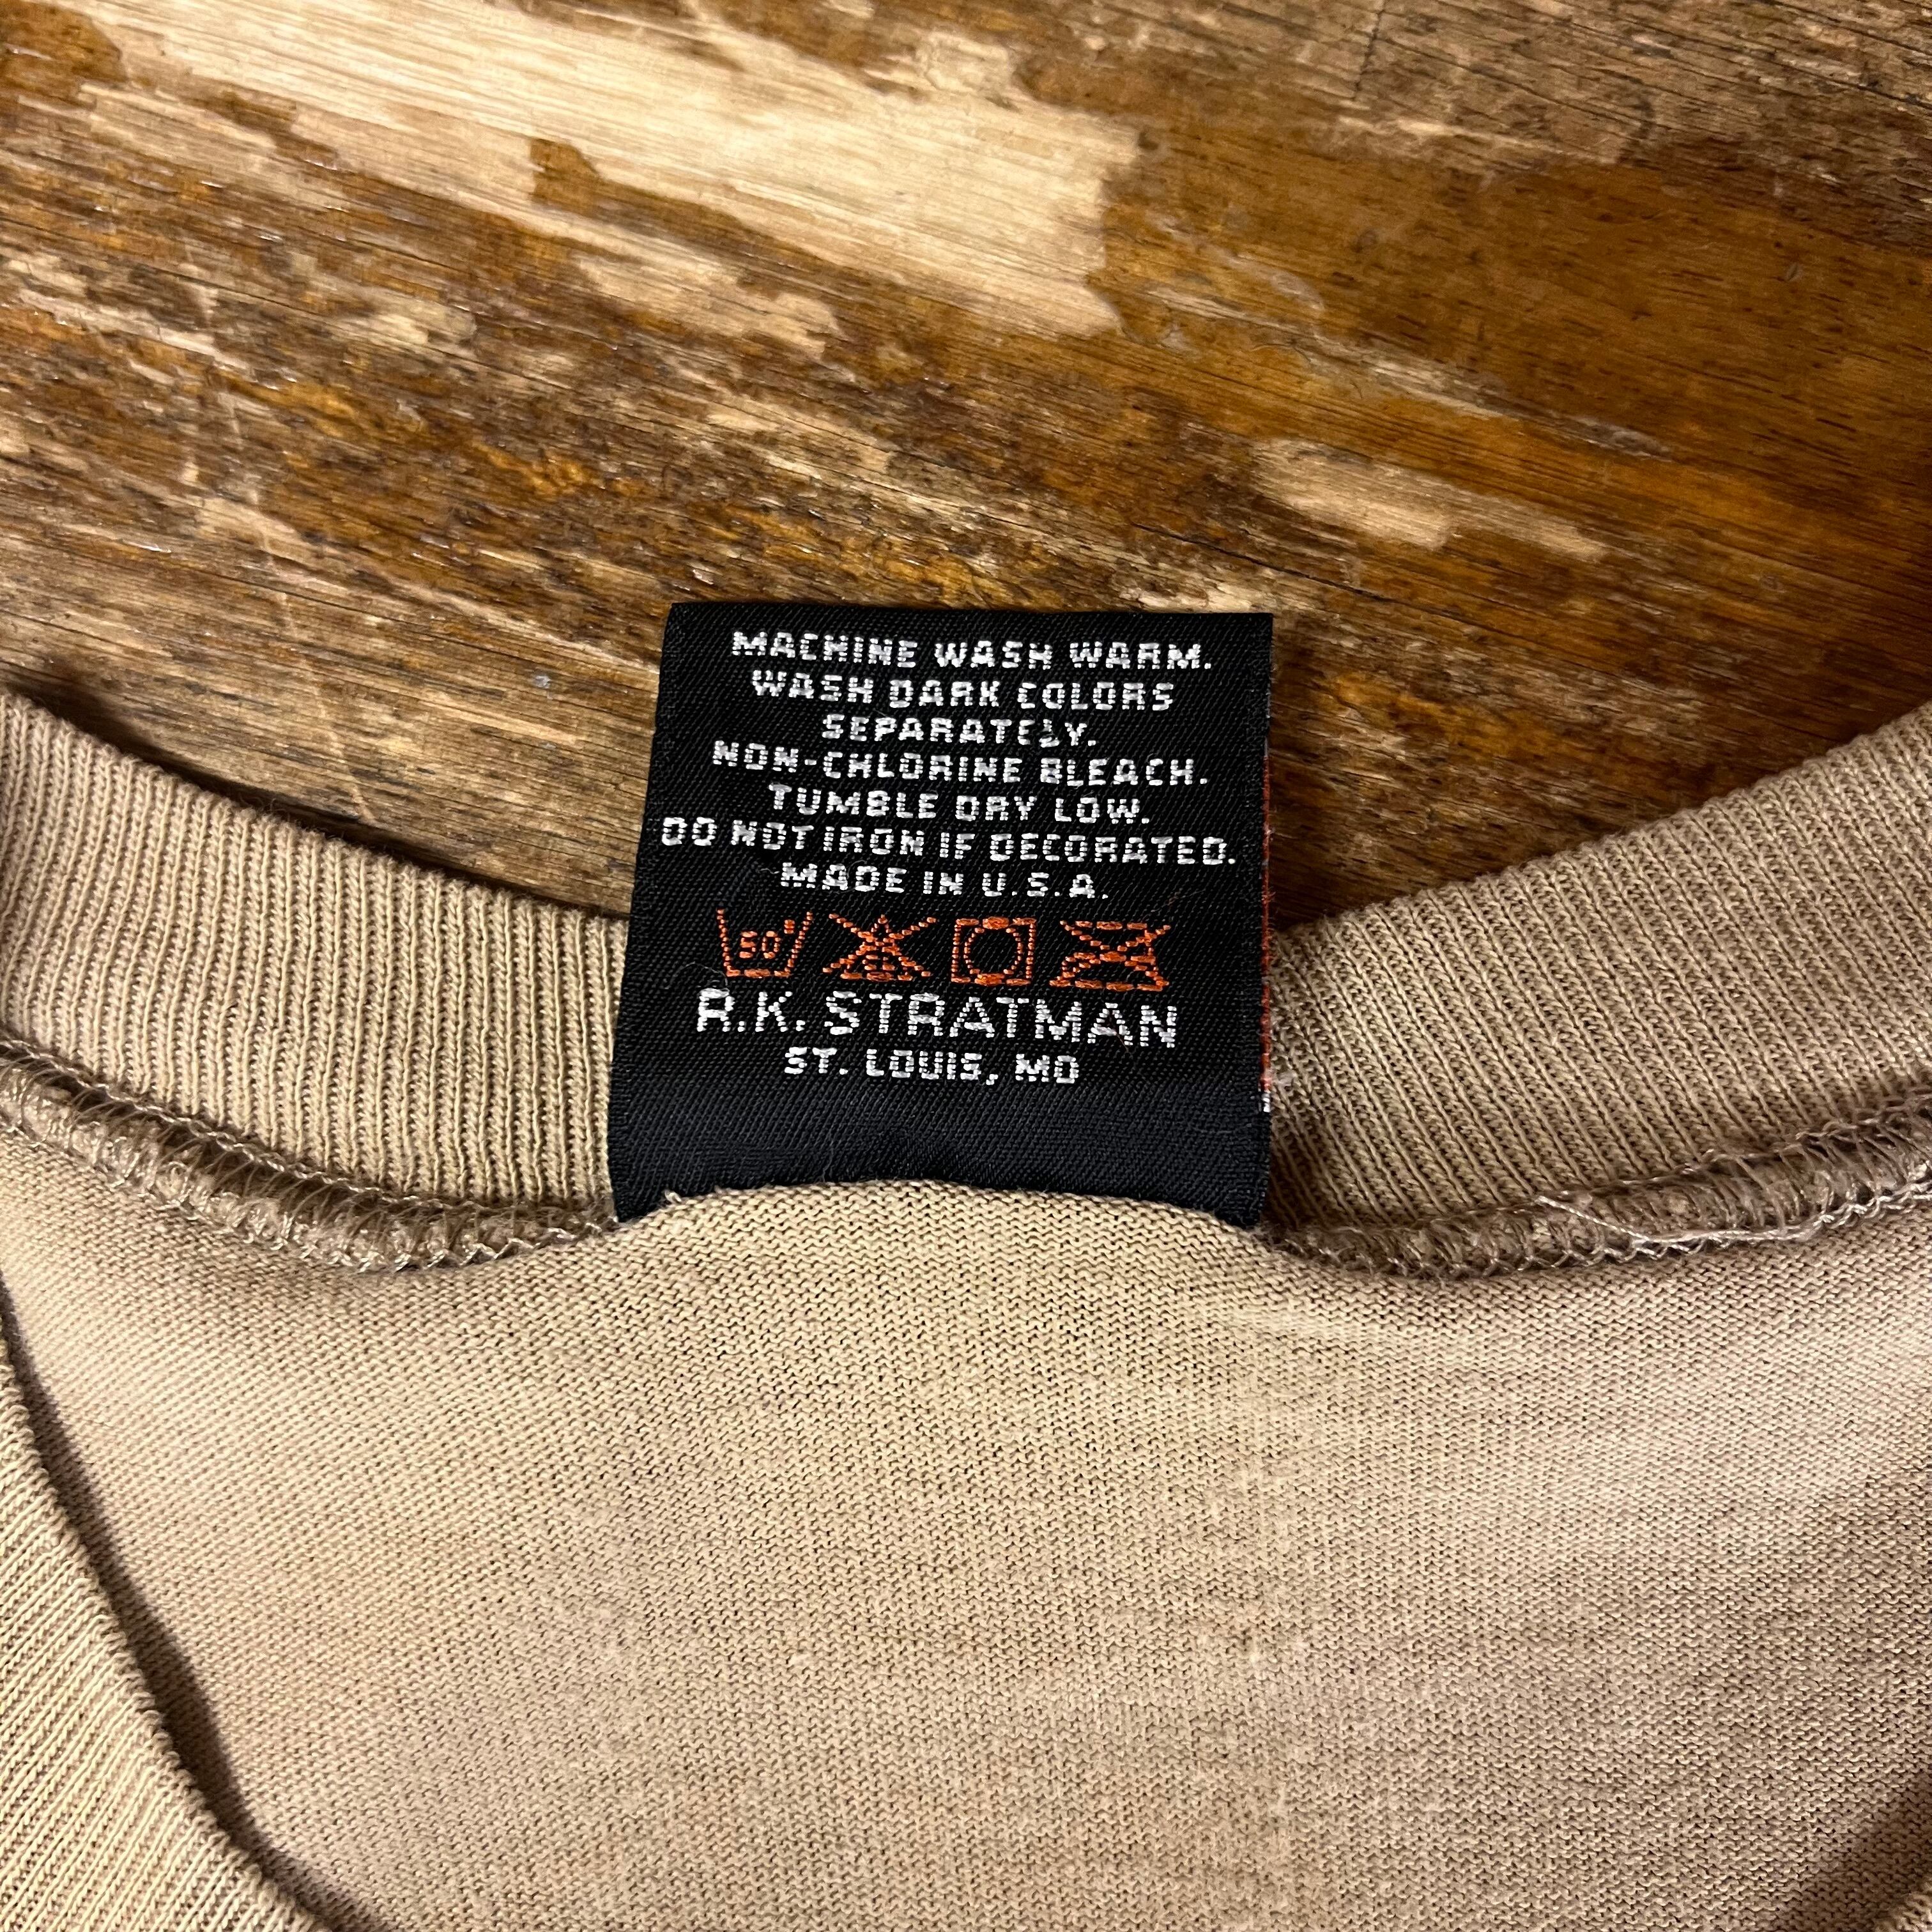 MACHINE WASH WARM.
WASH DARK COLORS
SEPARATELY.
NON-CHLORINE BLEACH.
TUMBLE DRY LOW.
DO NOT IRON IF DECORATED.
MADE IN U.S.A.
50°
R.K. STRATMAN
ST. LOUIS, MO